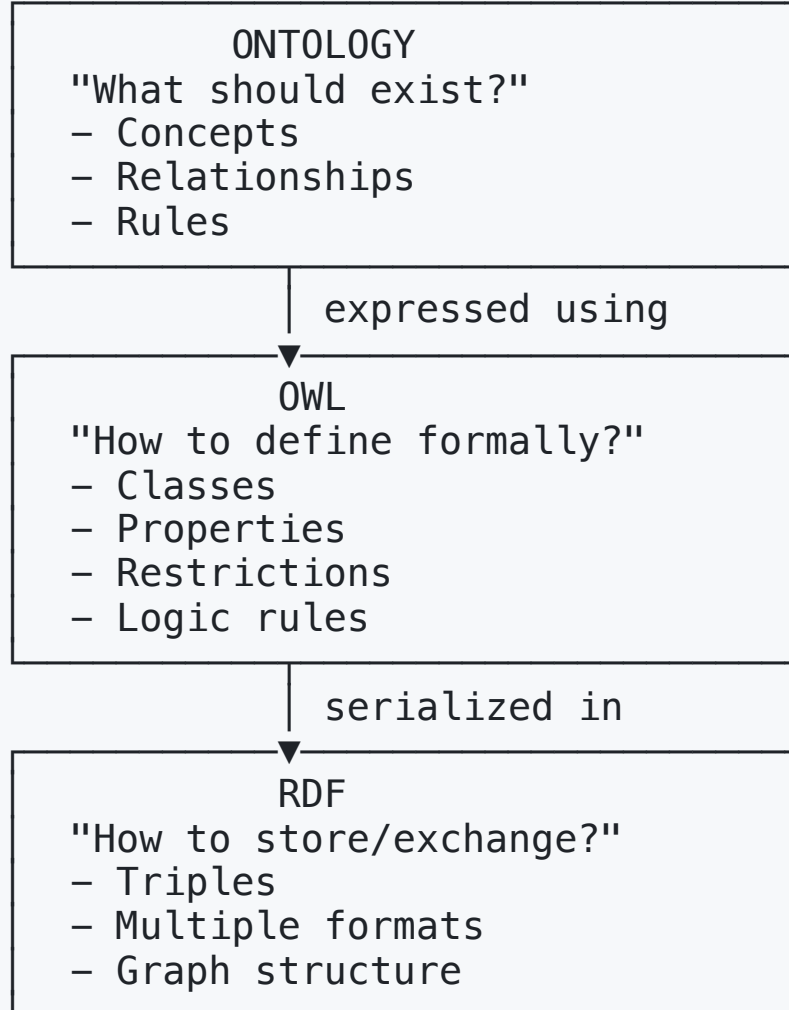 ONTOLOGY
"What should exist?"
– Concepts
– Relationships
– Rules
expressed using
OWL
"How to define formally?"
– Classes
– Properties
– Restrictions
– Logic rules
serialized in
RDF
"How to store/exchange?"
– Triples
– Multiple formats
– Graph structure